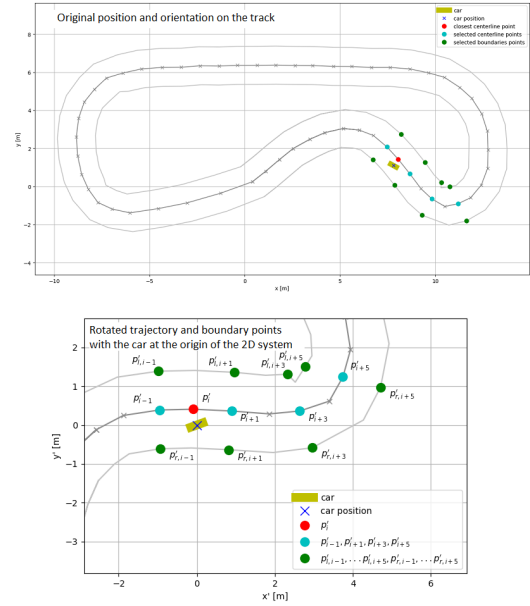 Original position and orientation on the track
car
car position
closest centerline point
selected centerline points
selected boundaries points
8
6
4
2
0
−2
−4
y [m]
−10
−5
0
5
10
x [m]
Rotated trajectory and boundary points
with the car at the origin of the 2D system
p′l,i−1
p′l,i+1
p′l,i+3
p′l,i+5
p′i−1
p′i
p′i+1
p′i+3
p′i+5
p′r,i−1
p′r,i+1
p′r,i+3
p′r,i+5
2
1
0
−1
−2
−3
y' [m]
car
car position
p′i
p′i−1, p′i+1, p′i+3, p′i+5
p′l,i−1, . . . p′l,i+5, p′r,i−1, . . . p′r,i+5
−2
0
2
4
6
x' [m]